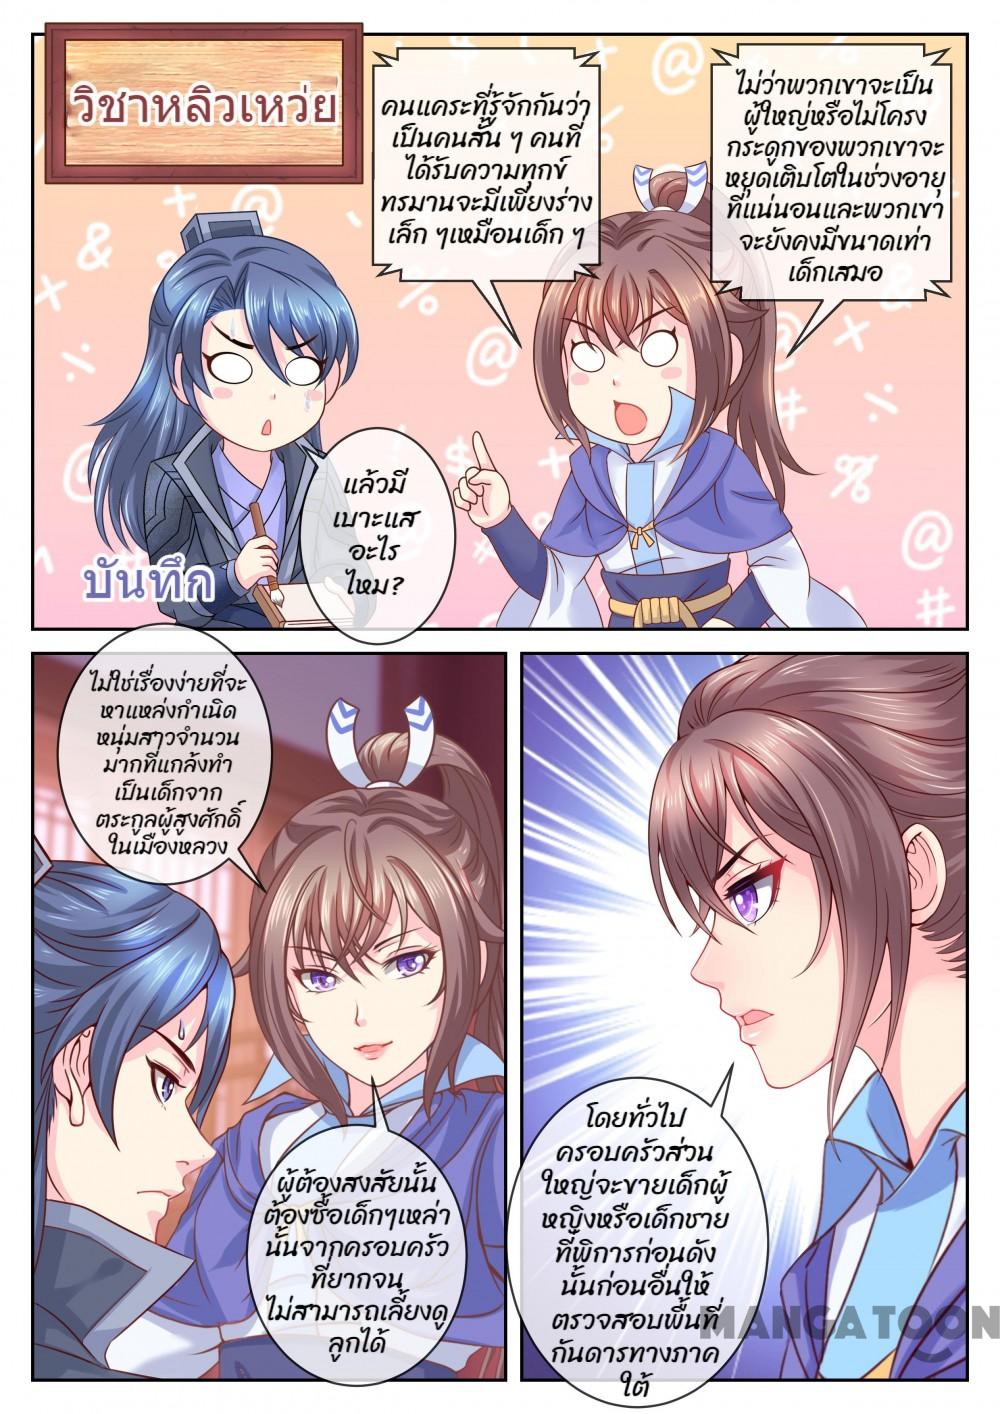 วิชาหลิวเหว่ย
คนแคระที่รู้จักกันว่า
เป็นคนสั้น ๆ คนที่
ได้รับความทุกข์
ทรมานจะมีเพียงร่าง
เล็ก ๆเหมือนเด็ก ๆ
ไม่ว่าพวกเขาจะเป็น
ผู้ใหญ่หรือไม่โครง
กระดูกของพวกเขาจะ
หยุดเติบโตในช่วงอายุ
ที่แน่นอนและพวกเขา
จะยังคงมีขนาดเท่า
เด็กเสมอ
แล้วมี
เบาะแส
อะไร
ไหม?
บันทึก
ไม่ใช่เรื่องง่ายที่จะ
หาแหล่งกำเนิด
หนุ่มสาวจำนวน
มากที่แกล้งทำ
เป็นเด็กจาก
ตระกูลผู้สูงศักดิ์
ในเมืองหลวง
ผู้ต้องสงสัยนั้น
ต้องซื้อเด็กๆเหล่า
นั้นจากครอบครัว
ที่ยากจน
ไม่สามารถเลี้ยงดู
ลูกได้
โดยทั่วไป
ครอบครัวส่วน
ใหญ่จะขายเด็กผู้
หญิงหรือเด็กชาย
ที่พิการก่อนดัง
นั้นก่อนอื่นให้
ตรวจสอบพื้นที่
กันดารทางภาค
ใต้
MANGATOON